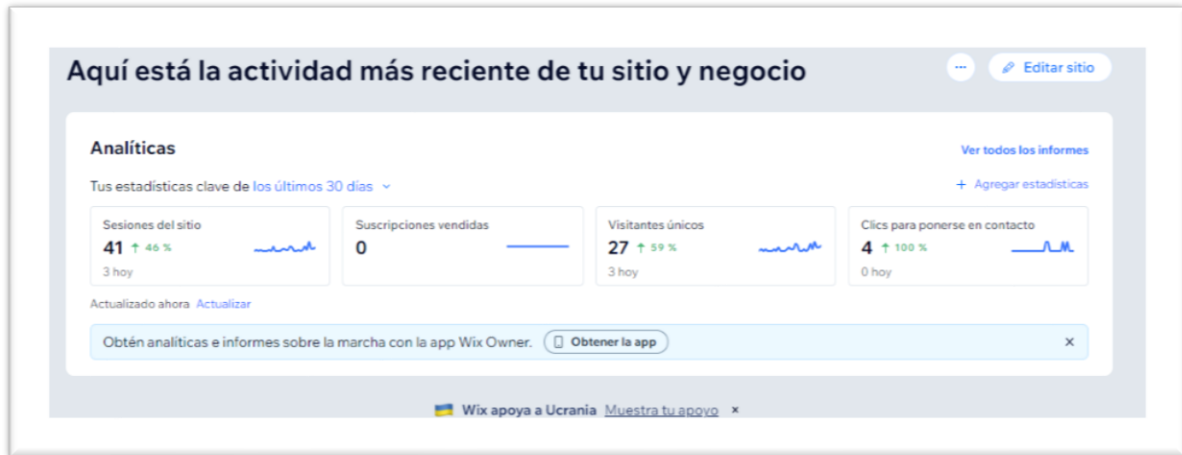 Aquí está la actividad más reciente de tu sitio y negocio
...
Editar sitio
Analíticas
Ver todos los informes
Tus estadísticas clave de los últimos 30 días
+ Agregar estadísticas
Sesiones del sitio
41 ↑ 46 %
3 hoy
Suscripciones vendidas
0
Visitantes únicos
27 ↑ 59 %
3 hoy
Clics para ponerse en contacto
4 ↑ 100 %
0 hoy
Actualizado ahora Actualizar
Obtén analíticas e informes sobre la marcha con la app Wix Owner. Obtener la app
Wix apoya a Ucrania Muestra tu apoyo